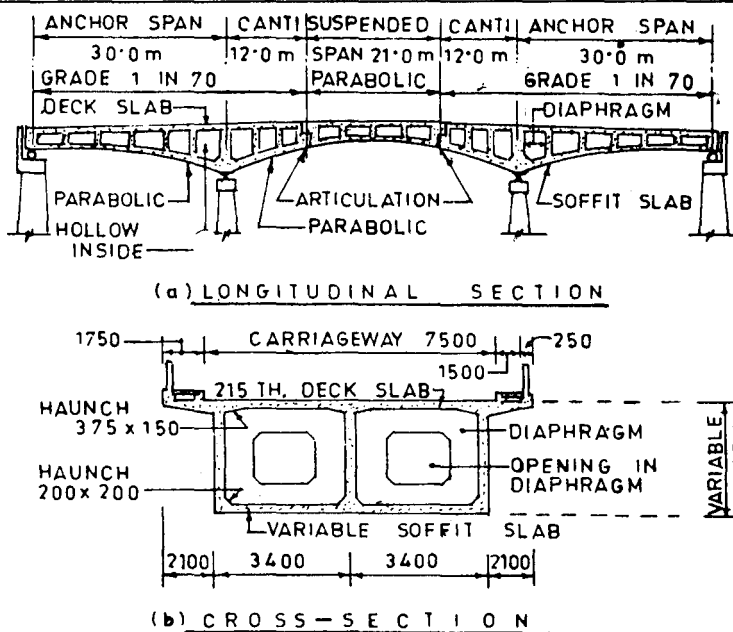 ANCHOR SPAN CANTI SUSPENDED CANTI ANCHOR SPAN
30·0 m 12·0 m SPAN 21·0 m 12·0 m 30·0 m
GRADE 1 IN 70 PARABOLIC GRADE 1 IN 70
DECK SLAB DIAPHRAGM
PARABOLIC ARTICULATION SOFFIT SLAB
HOLLOW PARABOLIC
INSIDE
(a) LONGITUDINAL SECTION
1750 CARRIAGEWAY 7500 250
1500
215 TH. DECK SLAB
HAUNCH
375 x 150 DIAPHRAGM
OPENING IN
HAUNCH DIAPHRAGM
200 x 200
VARIABLE
VARIABLE SOFFIT SLAB
2100 3400 3400 2100
(b) CROSS-SECTION